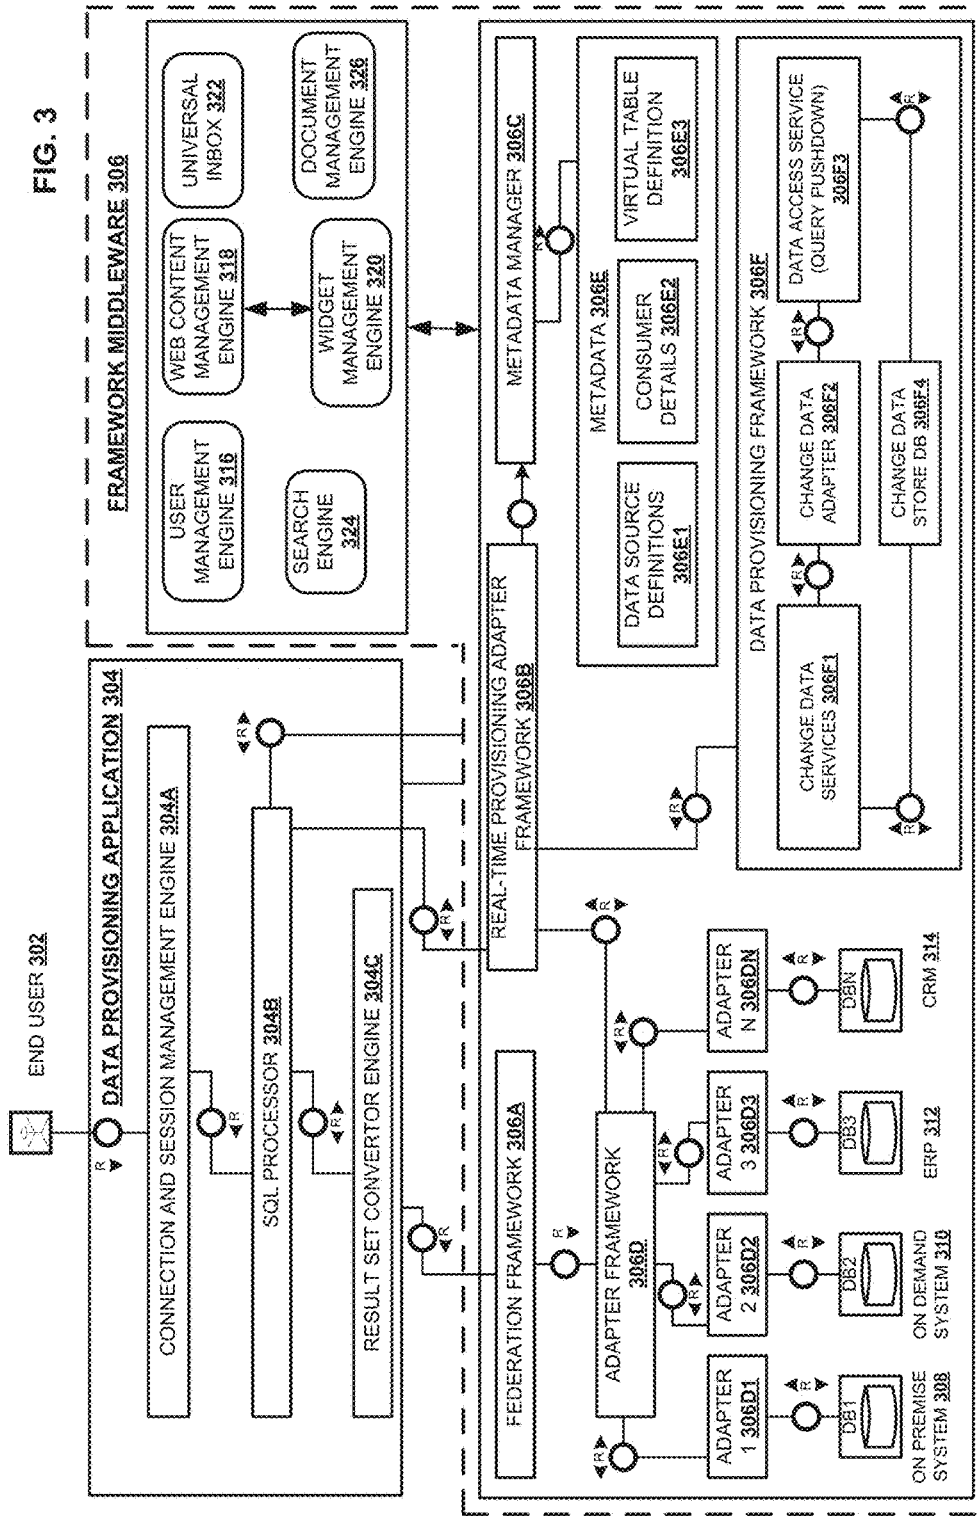 FIG. 3
END USER 302
R
DATA PROVISIONING APPLICATION 304
CONNECTION AND SESSION MANAGEMENT ENGINE 304A
R
SQL PROCESSOR 304B
R
R
RESULT SET CONVERTOR ENGINE 304C
R
R
FRAMEWORK MIDDLEWARE 306
USER
MANAGEMENT
ENGINE 316
WEB CONTENT
MANAGEMENT
ENGINE 318
UNIVERSAL
INBOX 322
SEARCH
ENGINE
324
WIDGET
MANAGEMENT
ENGINE 320
DOCUMENT
MANAGEMENT
ENGINE 326
FEDERATION FRAMEWORK 306A
REAL-TIME PROVISIONING ADAPTER
FRAMEWORK 306B
METADATA MANAGER 306C
R
R
R
R
METADATA 306E
DATA SOURCE
DEFINITIONS
306E1
CONSUMER
DETAILS 306E2
VIRTUAL TABLE
DEFINITION
306E3
ADAPTER FRAMEWORK
306D
R
R
R
R
ADAPTER
1 306D1
ADAPTER
2 306D2
ADAPTER
3 306D3
ADAPTER
N 306DN
R
R
R
R
DB1
DB2
DB3
DBN
ON PREMISE
SYSTEM 308
ON DEMAND
SYSTEM 310
ERP 312
CRM 314
DATA PROVISIONING FRAMEWORK 306F
CHANGE DATA
SERVICES 306F1
R
CHANGE DATA
ADAPTER 306F2
R
DATA ACCESS SERVICE
(QUERY PUSHDOWN)
306F3
R
CHANGE DATA
STORE DB 306F4
R